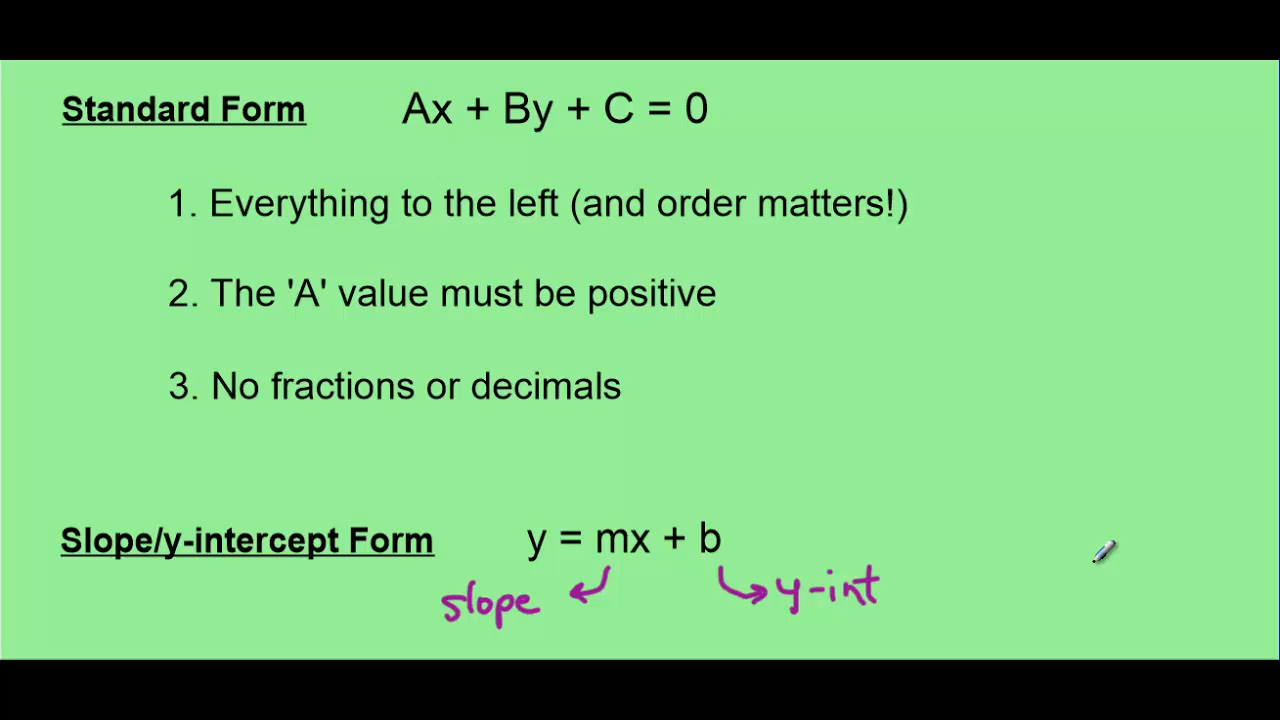 Standard Form Ax + By + C = 0
1. Everything to the left (and order matters!)
2. The 'A' value must be positive
3. No fractions or decimals
Slope/y-intercept Form y = mx + b
slope y-int